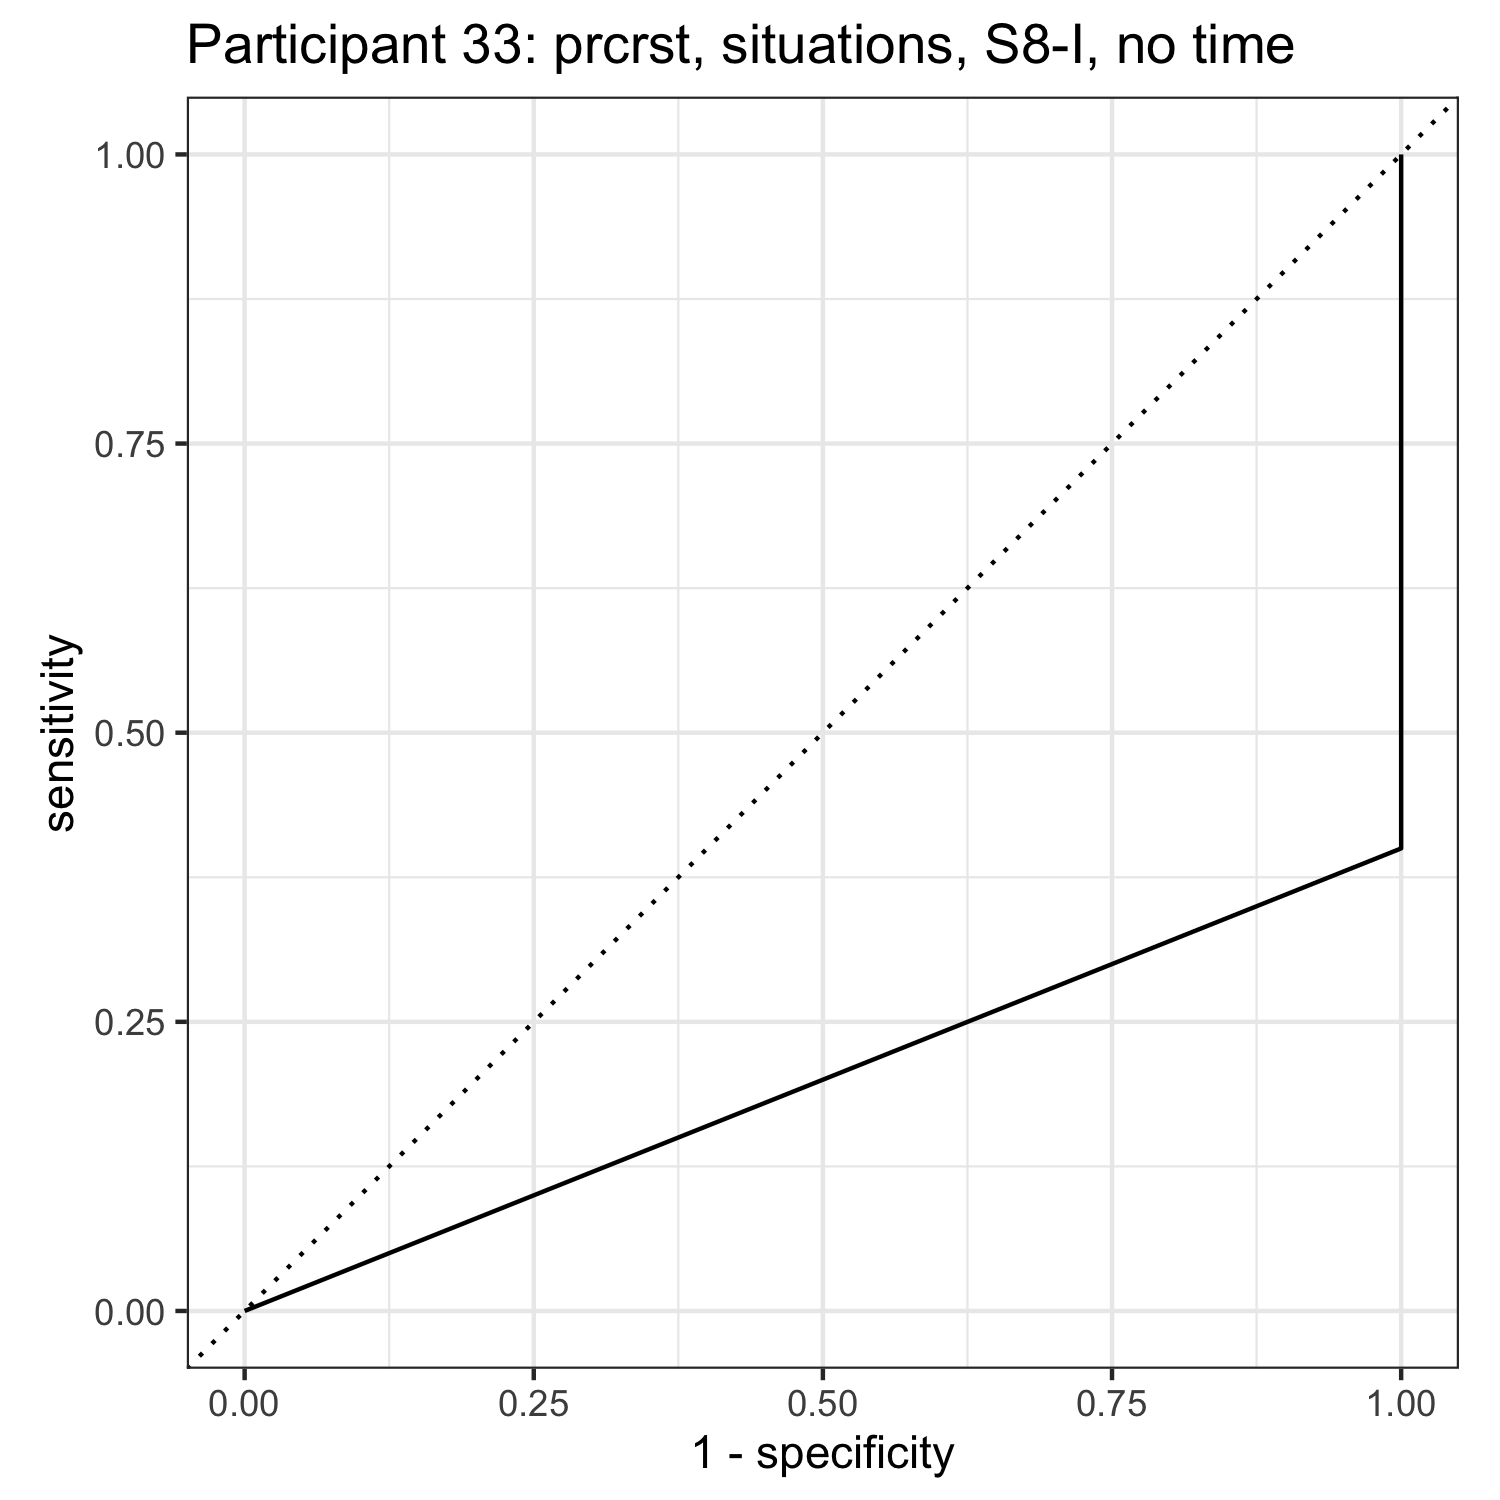 Participant 33: prcrst, situations, S8-I, no time
1.00
0.75
0.50
0.25
0.00
sensitivity
0.00 0.25 0.50 0.75 1.00
1 - specificity